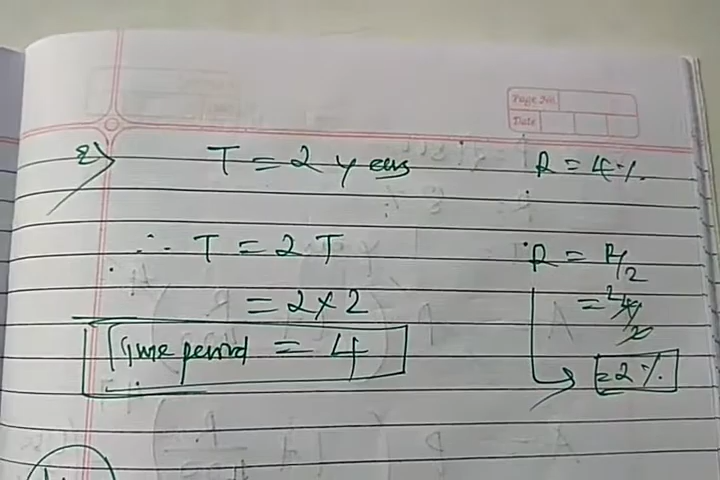 Page No.
Date
2) T = 2 years R = 4%.
∴ T = 2 T R = R/2
= 2 × 2 = 4/2
Time period = 4 = 2%